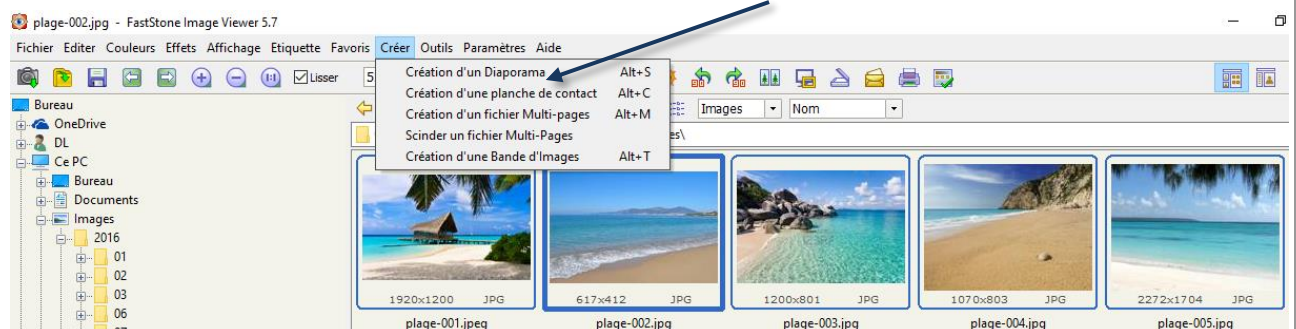 plage-002.jpg - FastStone Image Viewer 5.7
Fichier Editer Couleurs Effets Affichage Etiquette Favoris Créer Outils Paramètres Aide
Lisser 5
Création d'un Diaporama Alt+S
Création d'une planche de contact Alt+C
Création d'un fichier Multi-pages Alt+M
Scinder un fichier Multi-Pages
Création d'une Bande d'Images Alt+T
Images Nom
Bureau
OneDrive
DL
Ce PC
Bureau
Documents
Images
2016
01
02
03
06
1920x1200 JPG
617x412 JPG
1200x801 JPG
1070x803 JPG
2272x1704 JPG
plage-001.jpeg
plage-002.jpg
plage-003.jpg
plage-004.jpg
plage-005.jpg